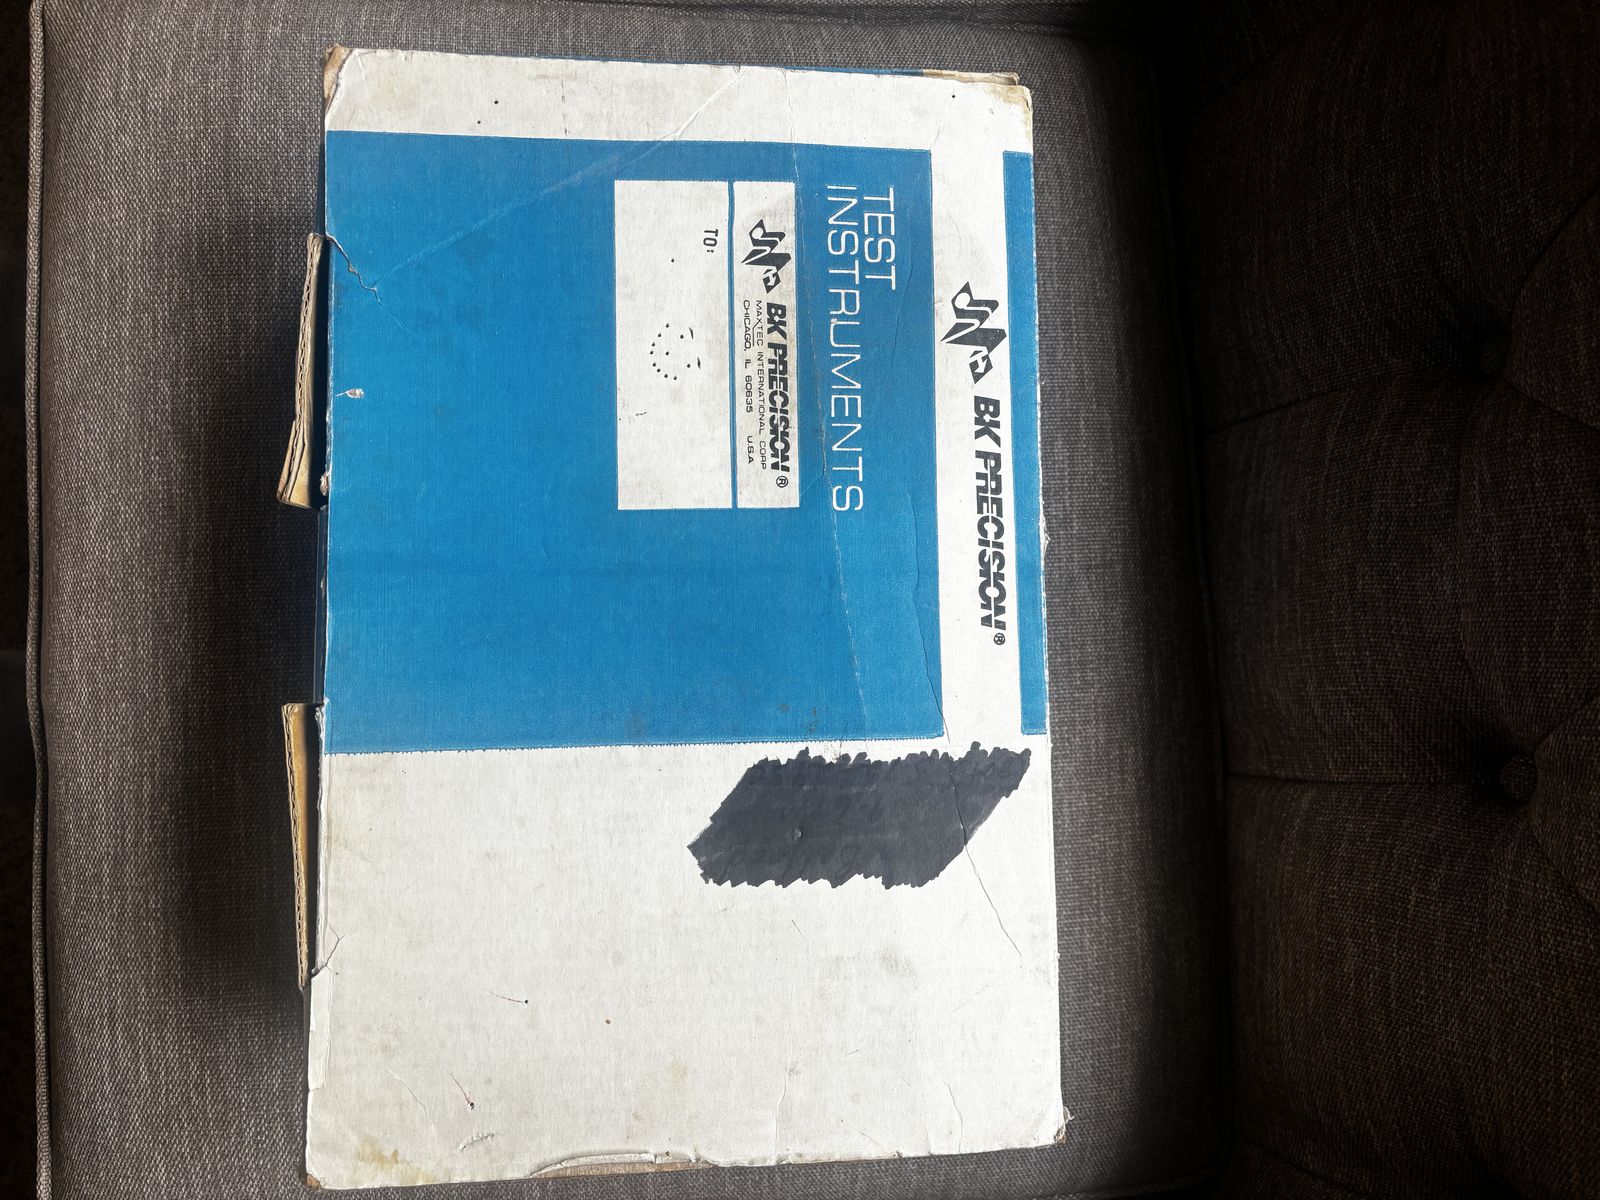 BK PRECISION®
TEST
INSTRUMENTS
BK PRECISION®
MAXTEC INTERNATIONAL CORP
CHICAGO, IL 60635 U.S.A
TO: